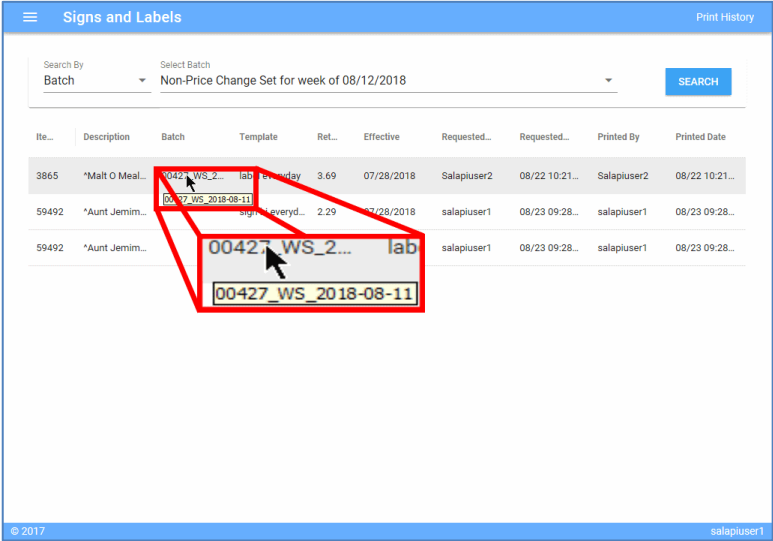 Signs and Labels Print History
Search By Select Batch
Batch Non-Price Change Set for week of 08/12/2018 SEARCH
Ite... Description Batch Template Ret... Effective Requested... Requested... Printed By Printed Date
3865 ^Malt O Meal... 00427_WS_2... label everyday 3.69 07/28/2018 Salapiuser2 08/22 10:21... Salapiuser2 08/22 10:21...
00427_WS_2018-08-11
59492 ^Aunt Jemim... everyd... 2.29 07/28/2018 salapiuser1 08/23 09:28... salapiuser1 08/23 09:28...
59492 ^Aunt Jemim... salapiuser1 08/23 09:28... salapiuser1 08/23 09:28...
00427_WS_2... lab
00427_WS_2018-08-11
© 2017 salapiuser1